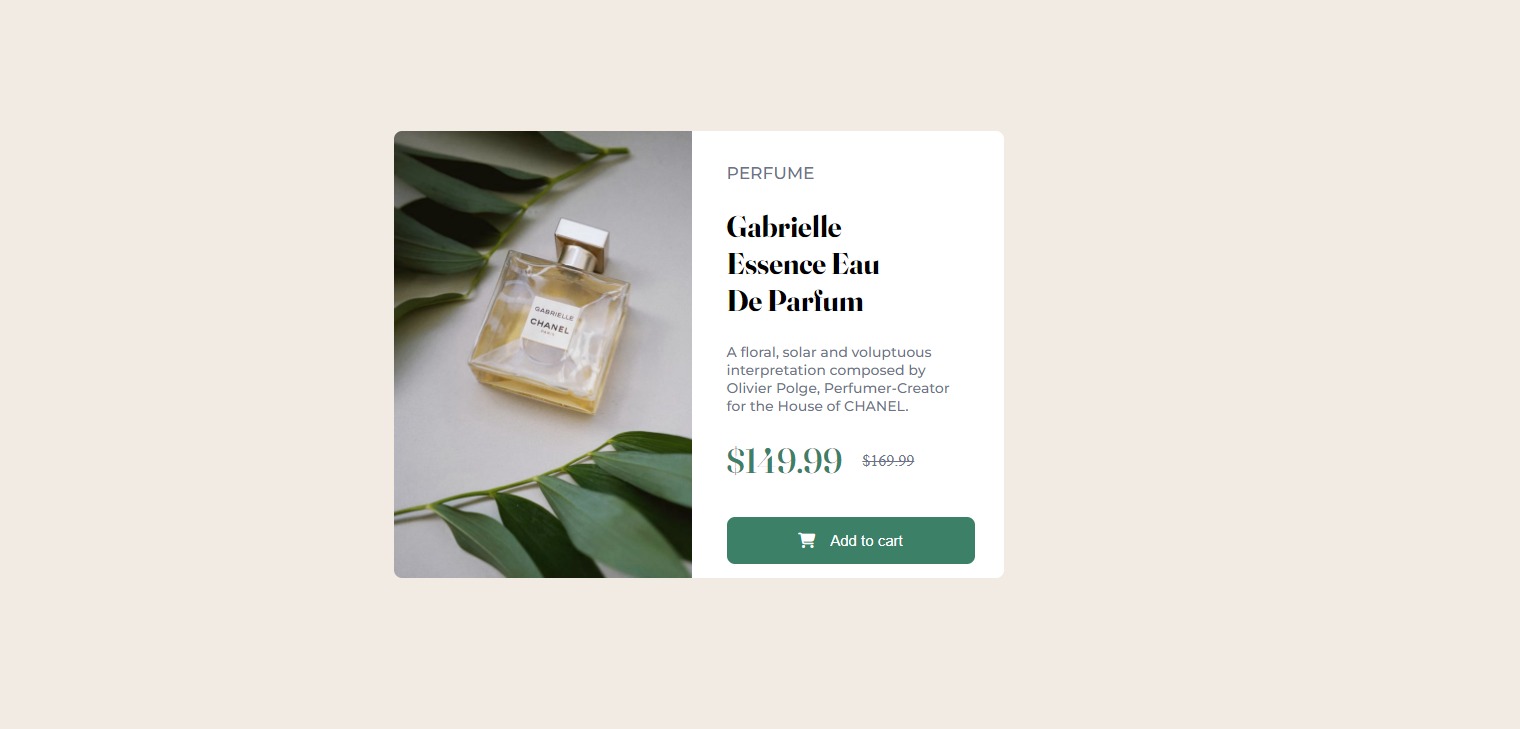 GABRIELLE
CHANEL
PARIS
PERFUME
Gabrielle
Essence Eau
De Parfum
A floral, solar and voluptuous
interpretation composed by
Olivier Polge, Perfumer-Creator
for the House of CHANEL.
$149.99 $169.99
Add to cart